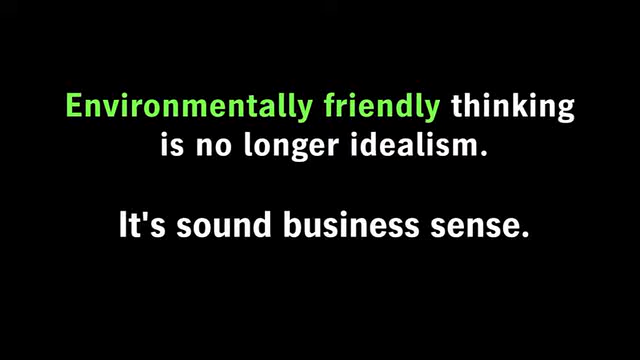 Environmentally friendly thinking
is no longer idealism.
It's sound business sense.